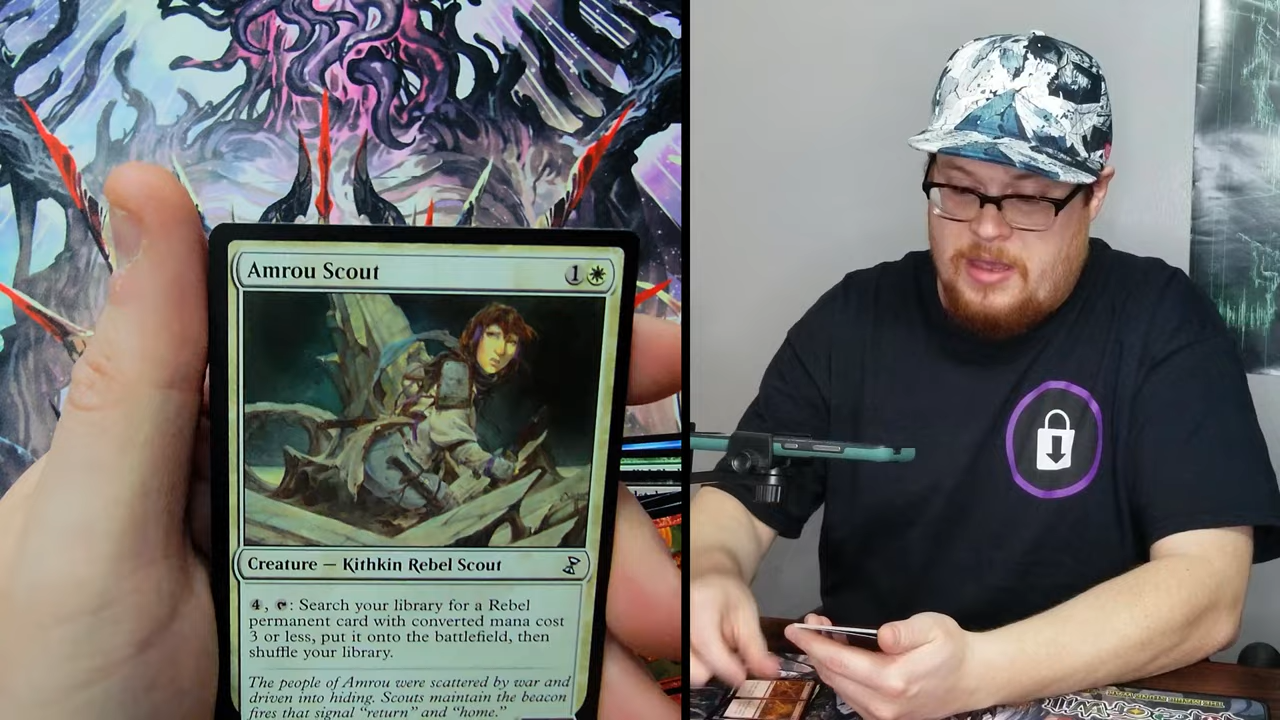 Amrou Scout
1
Creature — Kithkin Rebel Scout
4, : Search your library for a Rebel
permanent card with converted mana cost
3 or less, put it onto the battlefield, then
shuffle your library.
The people of Amrou were scattered by war and
driven into hiding. Scouts maintain the beacon
fires that signal “return” and “home.”